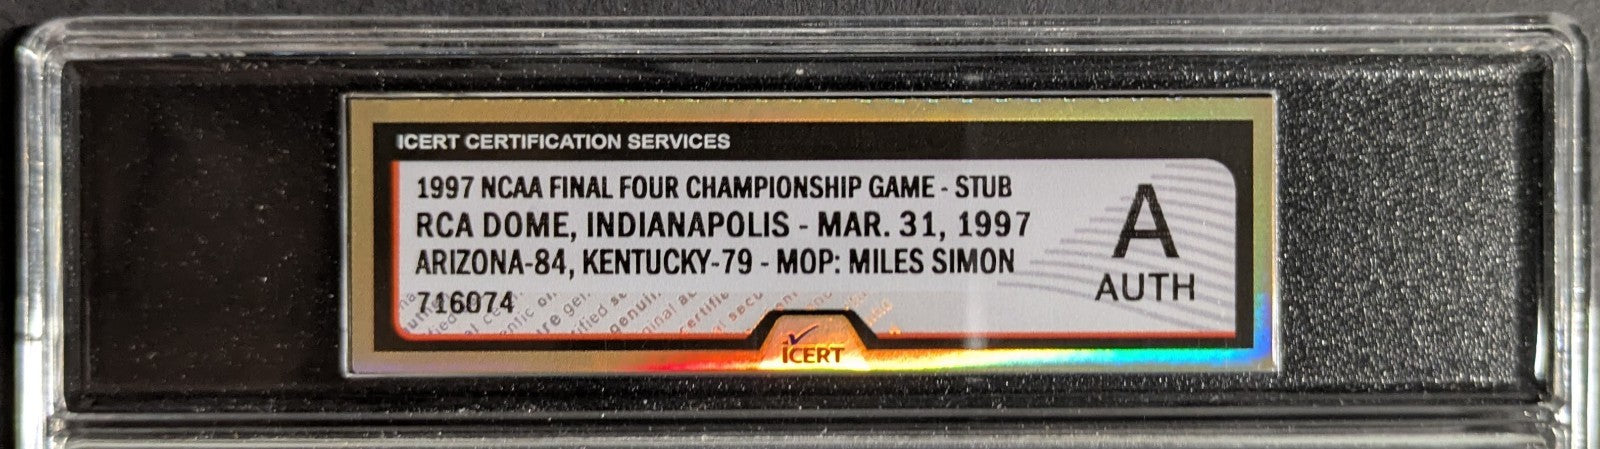 ICERT CERTIFICATION SERVICES
1997 NCAA FINAL FOUR CHAMPIONSHIP GAME - STUB
RCA DOME, INDIANAPOLIS - MAR. 31, 1997
ARIZONA-84, KENTUCKY-79 - MOP: MILES SIMON
716074
A
AUTH
ICERT